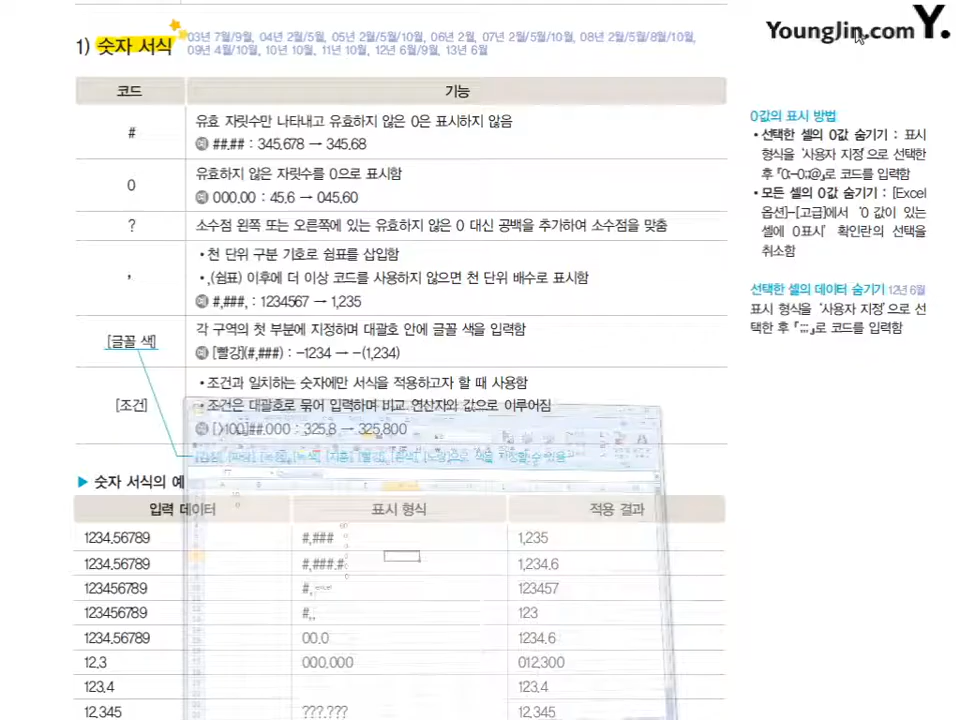 YoungJin.com Y.
1) 숫자 서식 03년 7월/9월, 04년 2월/5월, 05년 2월/5월/10월, 06년 2월, 07년 2월/5월/10월, 08년 2월/5월/8월/10월,
09년 4월/10월, 10년 10월, 11년 10월, 12년 6월/9월, 13년 6월
코드 기능
# 유효 자릿수만 나타내고 유효하지 않은 0은 표시하지 않음
예 ##.## : 345.678 → 345.68
0 유효하지 않은 자릿수를 0으로 표시함
예 000.00 : 45.6 → 045.60
? 소수점 왼쪽 또는 오른쪽에 있는 유효하지 않은 0 대신 공백을 추가하여 소수점을 맞춤
, • 천 단위 구분 기호로 쉼표를 삽입함
• ,(쉼표) 이후에 더 이상 코드를 사용하지 않으면 천 단위 배수로 표시함
예 #,###, : 1234567 → 1,235
[글꼴 색] 각 구역의 첫 부분에 지정하며 대괄호 안에 글꼴 색을 입력함
예 [빨강](#,###) : -1234 → -(1,234)
[조건] • 조건과 일치하는 숫자에만 서식을 적용하고자 할 때 사용함
• 조건은 대괄호로 묶어 입력하며 비교 연산자와 값으로 이루어짐
예 [>100]##.000 : 325.8 → 325.800
▶ 숫자 서식의 예
입력 데이터 표시 형식 적용 결과
1234.56789 #,### 1,235
1234.56789 #,###.# 1,234.6
123456789 #, 123457
123456789 #,, 123
1234.56789 00.0 1234.6
12.3 000.000 012.300
123.4 123.4
12.345 ???.??? 12.345
0값의 표시 방법
• 선택한 셀의 0값 숨기기 : 표시
형식을 '사용자 지정'으로 선택한
후 「0;-0;;@」로 코드를 입력함
• 모든 셀의 0값 숨기기 : [Excel
옵션]-[고급]에서 '0 값이 있는
셀에 0표시' 확인란의 선택을
취소함
선택한 셀의 데이터 숨기기 12년 6월
표시 형식을 '사용자 지정'으로 선
택한 후 「;;;」로 코드를 입력함